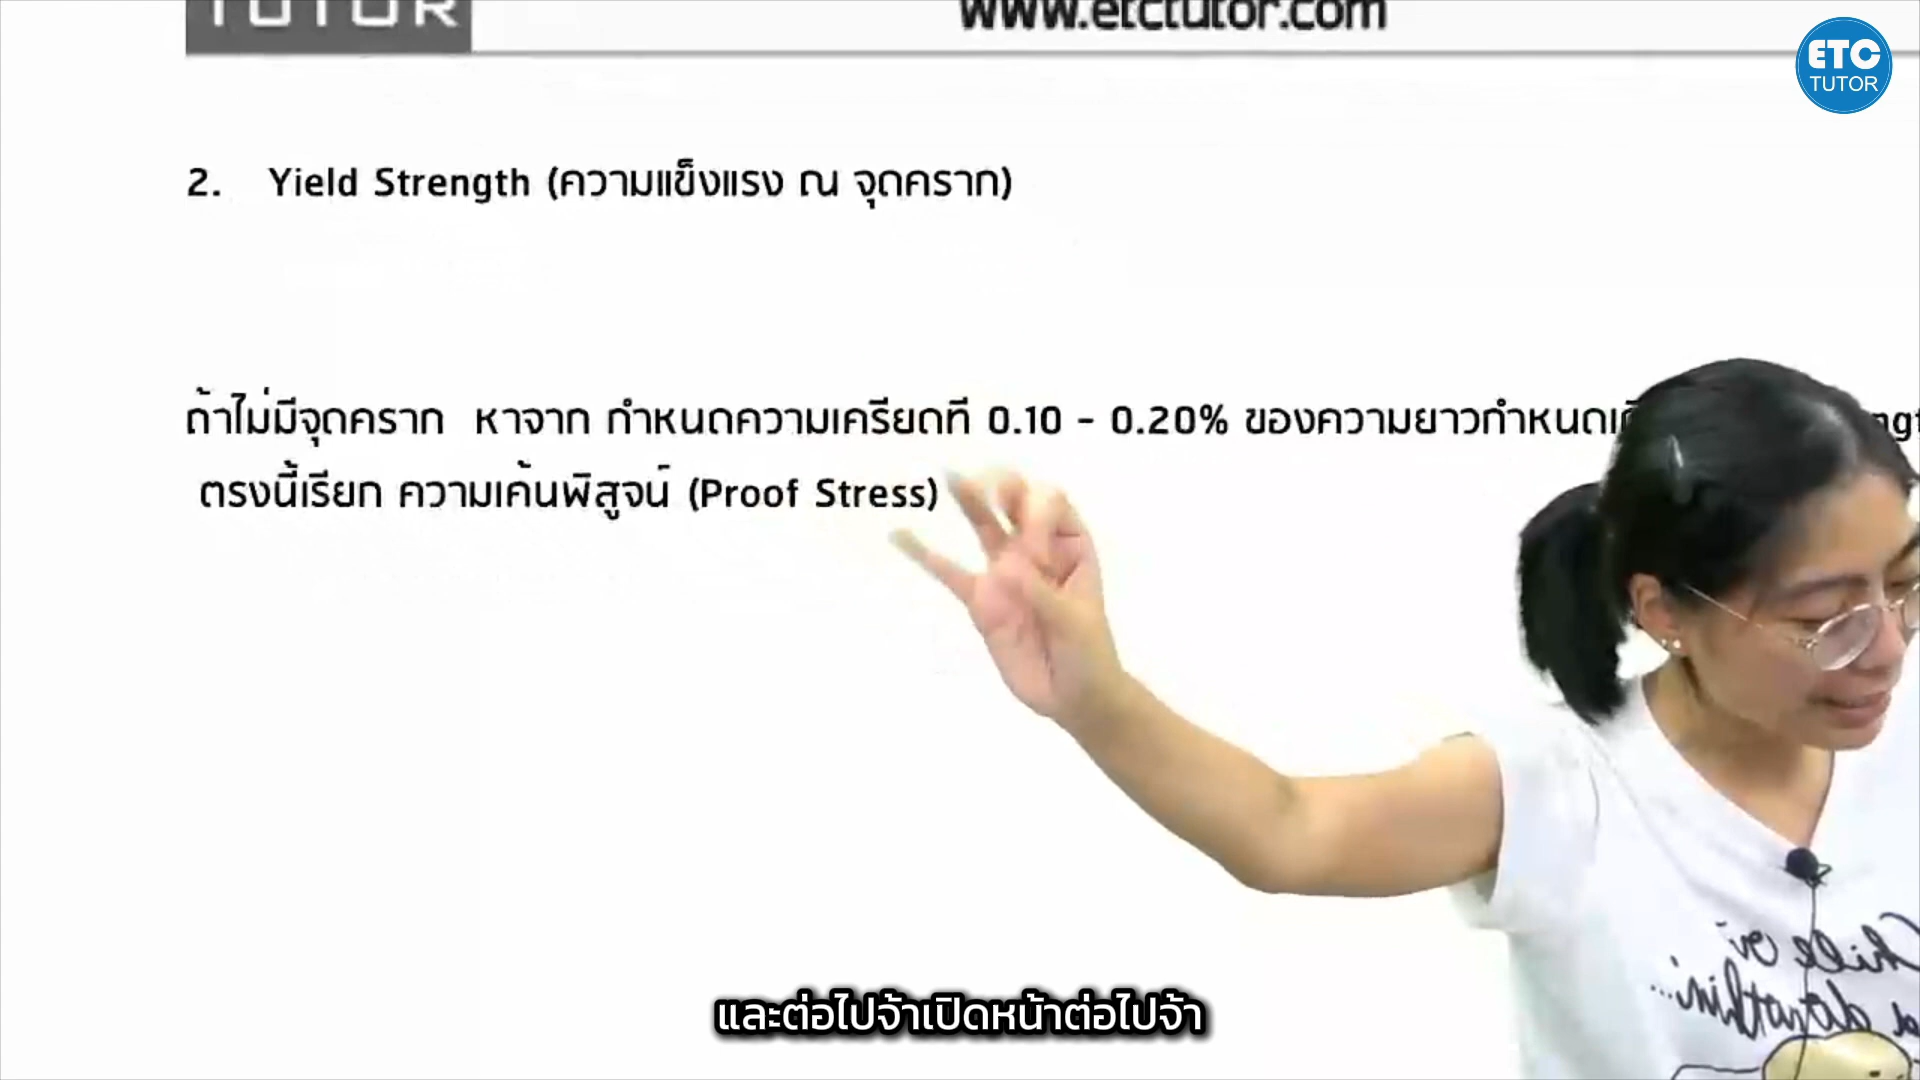 TUTOR
www.etctutor.com
ETC
TUTOR
2. Yield Strength (ความแข็งแรง ณ จุดคราก)
ถ้าไม่มีจุดคราก หาจาก กำหนดความเครียดที่ 0.10 - 0.20% ของความยาวกำหนด
ตรงนี้เรียก ความเค้นพิสูจน์ (Proof Stress)
และต่อไปจ้าเปิดหน้าต่อไปจ้า